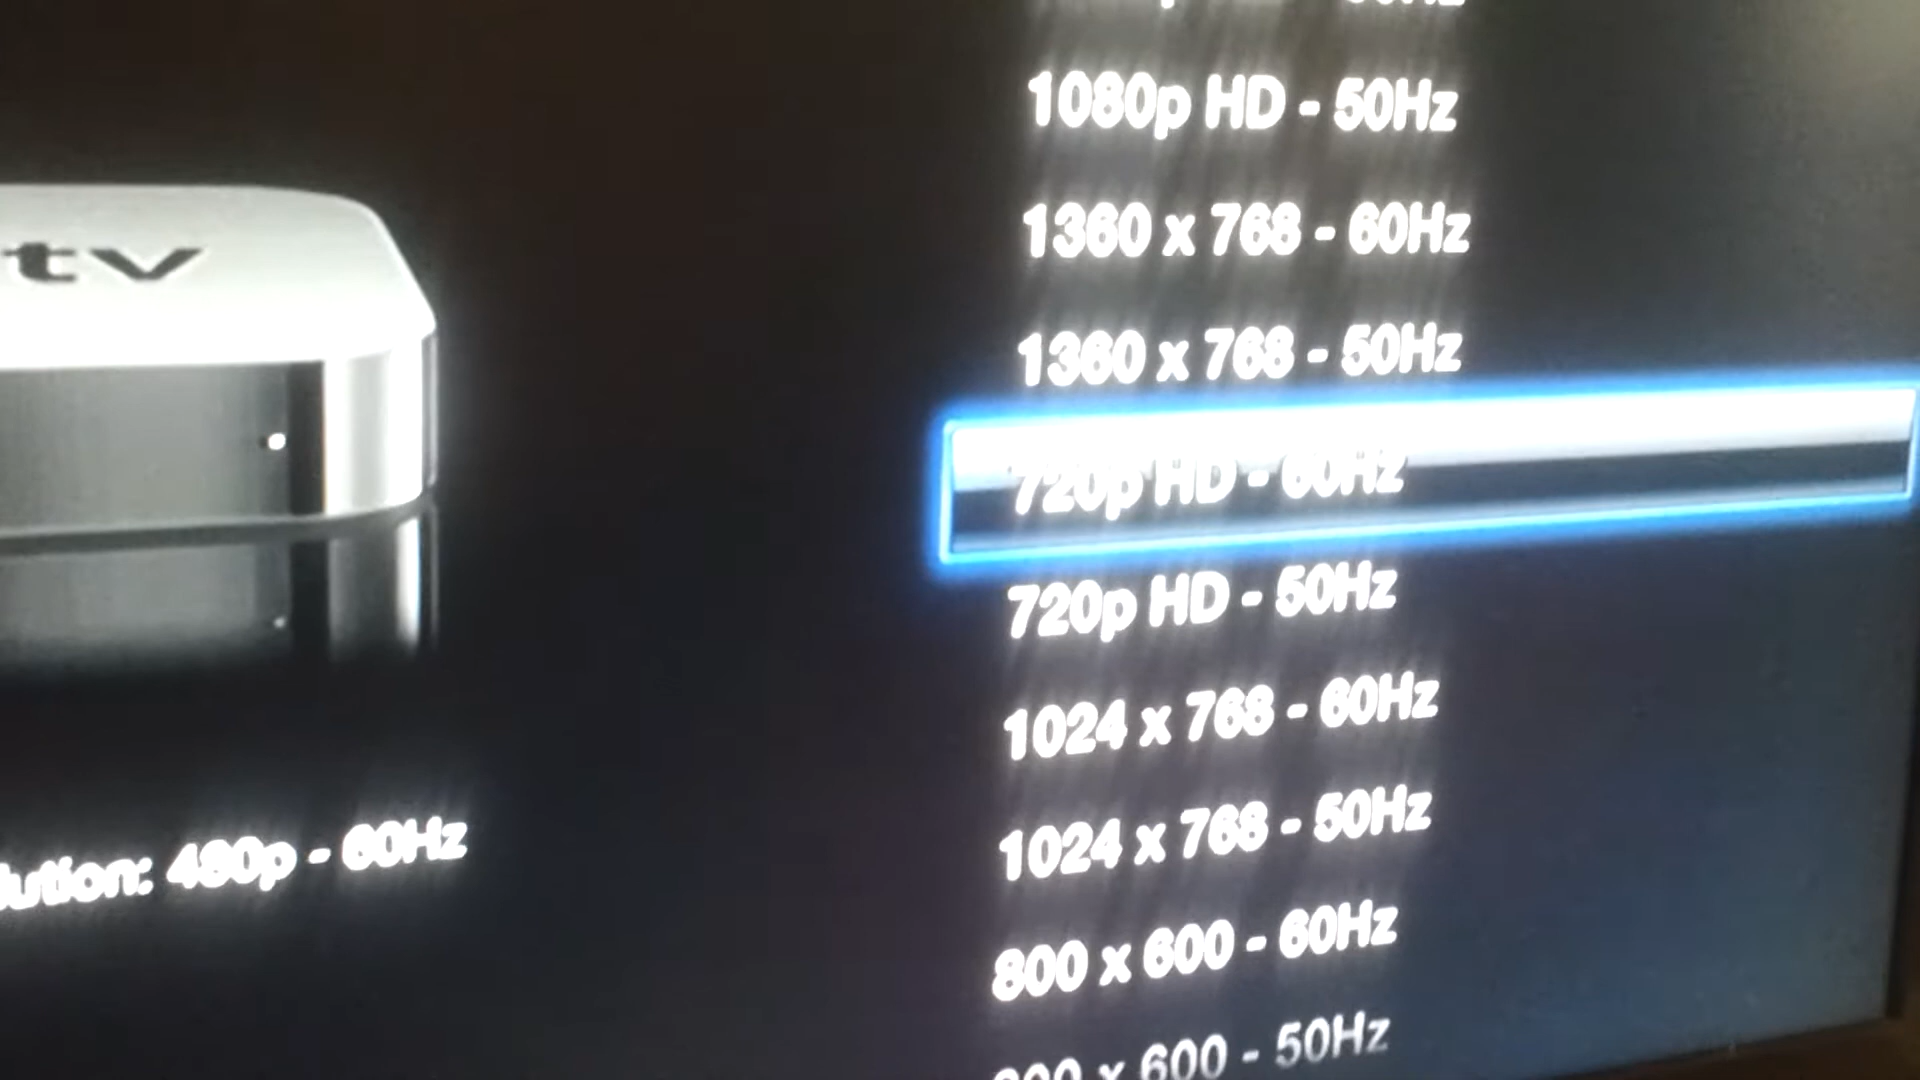 1080p HD - 50Hz
1360 x 768 - 60Hz
tv
1360 x 768 - 50Hz
720p HD - 60Hz
720p HD - 50Hz
1024 x 768 - 60Hz
1024 x 768 - 50Hz
lution: 480p - 60Hz
800 x 600 - 60Hz
x 600 - 50Hz